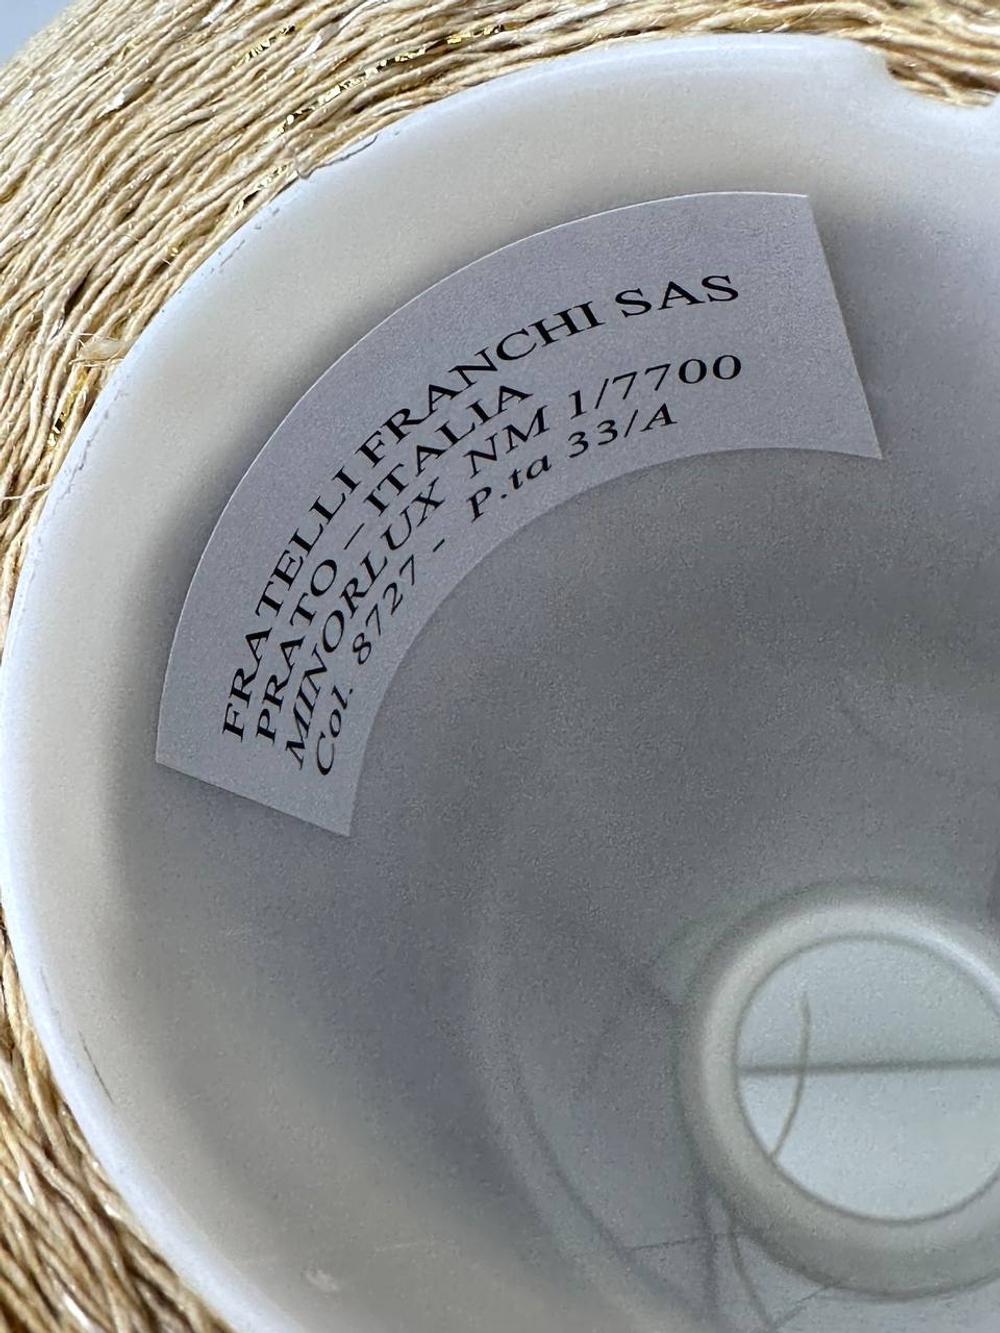 FRATELLI FRANCHI SAS
PRATO – ITALIA
MINORLUX NM 1/7700
Col. 8727 - P.ta 33/A